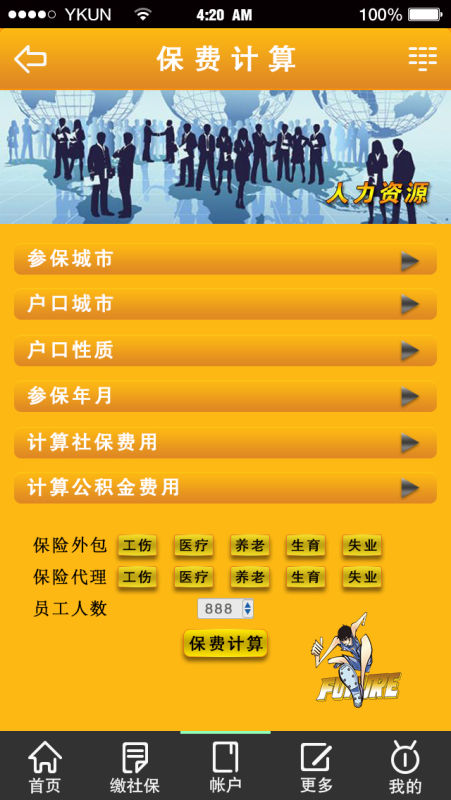 YKUN 4:20 AM 100%
保费计算
人力资源
参保城市
户口城市
户口性质
参保年月
计算社保费用
计算公积金费用
保险外包 工伤 医疗 养老 生育 失业
保险代理 工伤 医疗 养老 生育 失业
员工人数 888
保费计算
首页 缴社保 帐户 更多 我的